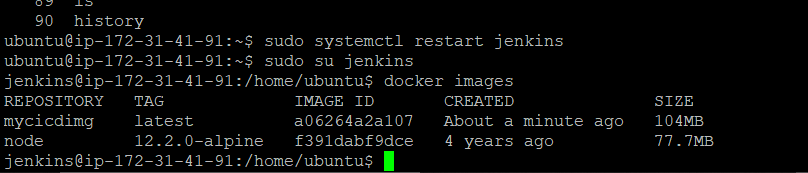 89 ls
90 history
ubuntu@ip-172-31-41-91:~$ sudo systemctl restart jenkins
ubuntu@ip-172-31-41-91:~$ sudo su jenkins
jenkins@ip-172-31-41-91:/home/ubuntu$ docker images
REPOSITORY TAG IMAGE ID CREATED SIZE
mycicdimg latest a06264a2a107 About a minute ago 104MB
node 12.2.0-alpine f391dabf9dce 4 years ago 77.7MB
jenkins@ip-172-31-41-91:/home/ubuntu$